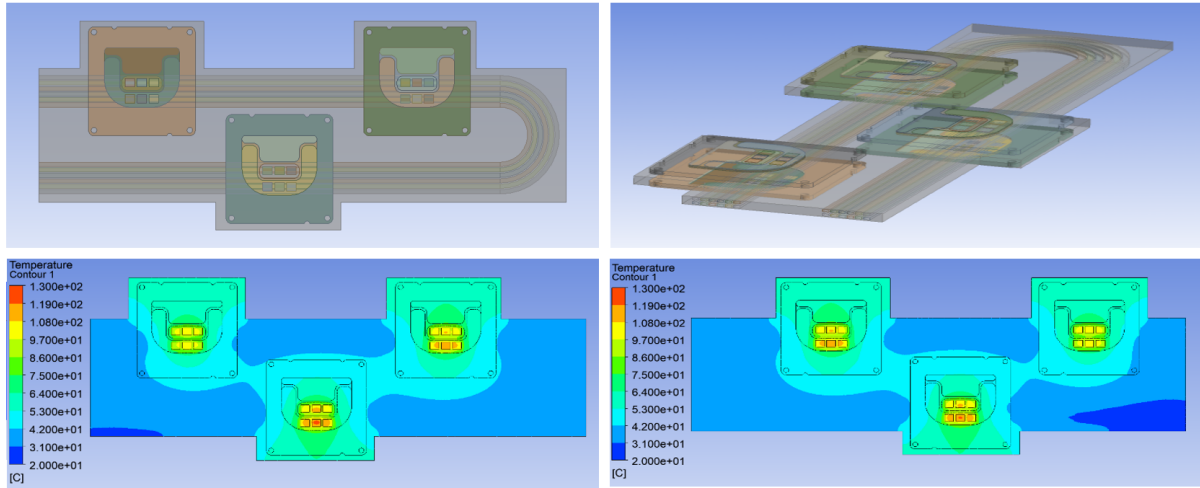 Temperature
Contour 1
1.300e+02
1.190e+02
1.080e+02
9.700e+01
8.600e+01
7.500e+01
6.400e+01
5.300e+01
4.200e+01
3.100e+01
2.000e+01
[C]
Temperature
Contour 1
1.300e+02
1.190e+02
1.080e+02
9.700e+01
8.600e+01
7.500e+01
6.400e+01
5.300e+01
4.200e+01
3.100e+01
2.000e+01
[C]